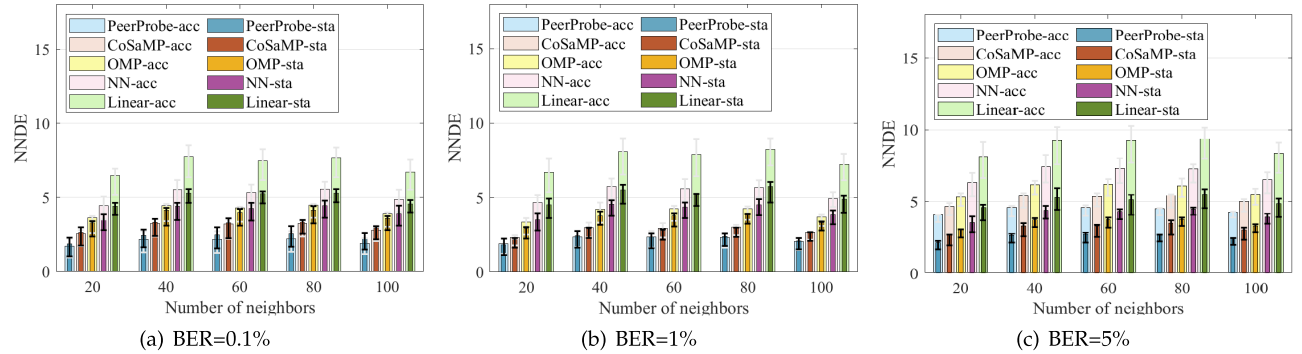 15
10
5
0
NNDE
PeerProbe-acc PeerProbe-sta
CoSaMP-acc CoSaMP-sta
OMP-acc OMP-sta
NN-acc NN-sta
Linear-acc Linear-sta
20 40 60 80 100
Number of neighbors
(a) BER=0.1%
15
10
5
0
NNDE
PeerProbe-acc PeerProbe-sta
CoSaMP-acc CoSaMP-sta
OMP-acc OMP-sta
NN-acc NN-sta
Linear-acc Linear-sta
20 40 60 80 100
Number of neighbors
(b) BER=1%
15
10
5
0
NNDE
PeerProbe-acc PeerProbe-sta
CoSaMP-acc CoSaMP-sta
OMP-acc OMP-sta
NN-acc NN-sta
Linear-acc Linear-sta
20 40 60 80 100
Number of neighbors
(c) BER=5%